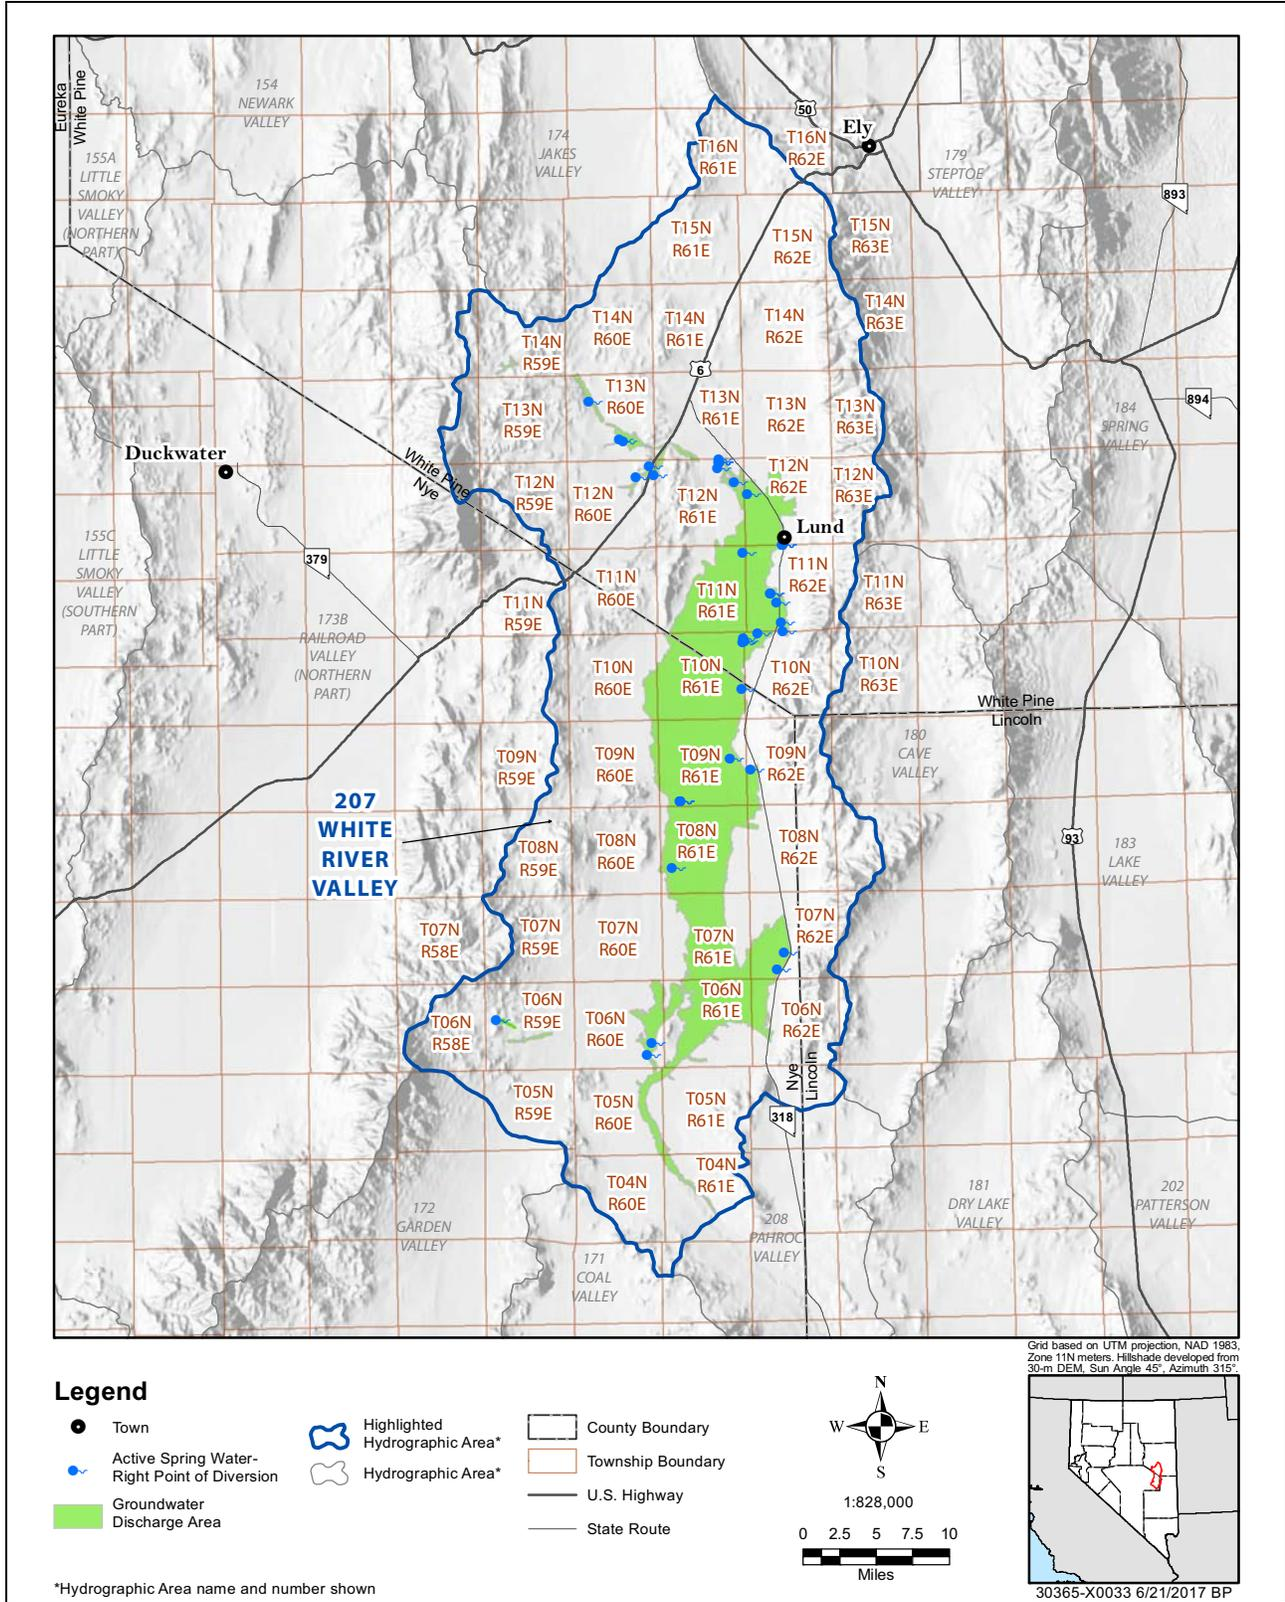 Eureka
White Pine
154
NEWARK
VALLEY
155A
LITTLE
SMOKY
VALLEY
(NORTHERN
PART)
174
JAKES
VALLEY
50
Ely
179
STEPTOE
VALLEY
893
T16N
R61E
T16N
R62E
T15N
R61E
T15N
R62E
T15N
R63E
T14N
R59E
T14N
R60E
T14N
R61E
T14N
R62E
T14N
R63E
6
T13N
R59E
T13N
R60E
T13N
R61E
T13N
R62E
T13N
R63E
894
184
SPRING
VALLEY
Duckwater
White Pine
Nye
T12N
R59E
T12N
R60E
T12N
R61E
T12N
R62E
T12N
R63E
Lund
155C
LITTLE
SMOKY
VALLEY
(SOUTHERN
PART)
379
173B
RAILROAD
VALLEY
(NORTHERN
PART)
T11N
R59E
T11N
R60E
T11N
R61E
T11N
R62E
T11N
R63E
T10N
R60E
T10N
R61E
T10N
R62E
T10N
R63E
White Pine
Lincoln
180
CAVE
VALLEY
T09N
R59E
T09N
R60E
T09N
R61E
T09N
R62E
207
WHITE
RIVER
VALLEY
T08N
R59E
T08N
R60E
T08N
R61E
T08N
R62E
93
183
LAKE
VALLEY
T07N
R58E
T07N
R59E
T07N
R60E
T07N
R61E
T07N
R62E
T06N
R58E
T06N
R59E
T06N
R60E
T06N
R61E
T06N
R62E
Nye
Lincoln
T05N
R59E
T05N
R60E
T05N
R61E
318
T04N
R60E
T04N
R61E
172
GARDEN
VALLEY
171
COAL
VALLEY
208
PAHROC
VALLEY
181
DRY LAKE
VALLEY
202
PATTERSON
VALLEY
Grid based on UTM projection, NAD 1983,
Zone 11N meters. Hillshade developed from
30-m DEM, Sun Angle 45°, Azimuth 315°.
Legend
Town
Active Spring Water-
Right Point of Diversion
Groundwater
Discharge Area
Highlighted
Hydrographic Area*
Hydrographic Area*
County Boundary
Township Boundary
U.S. Highway
State Route
N
W
E
S
1:828,000
0 2.5 5 7.5 10
Miles
*Hydrographic Area name and number shown
30365-X0033 6/21/2017 BP